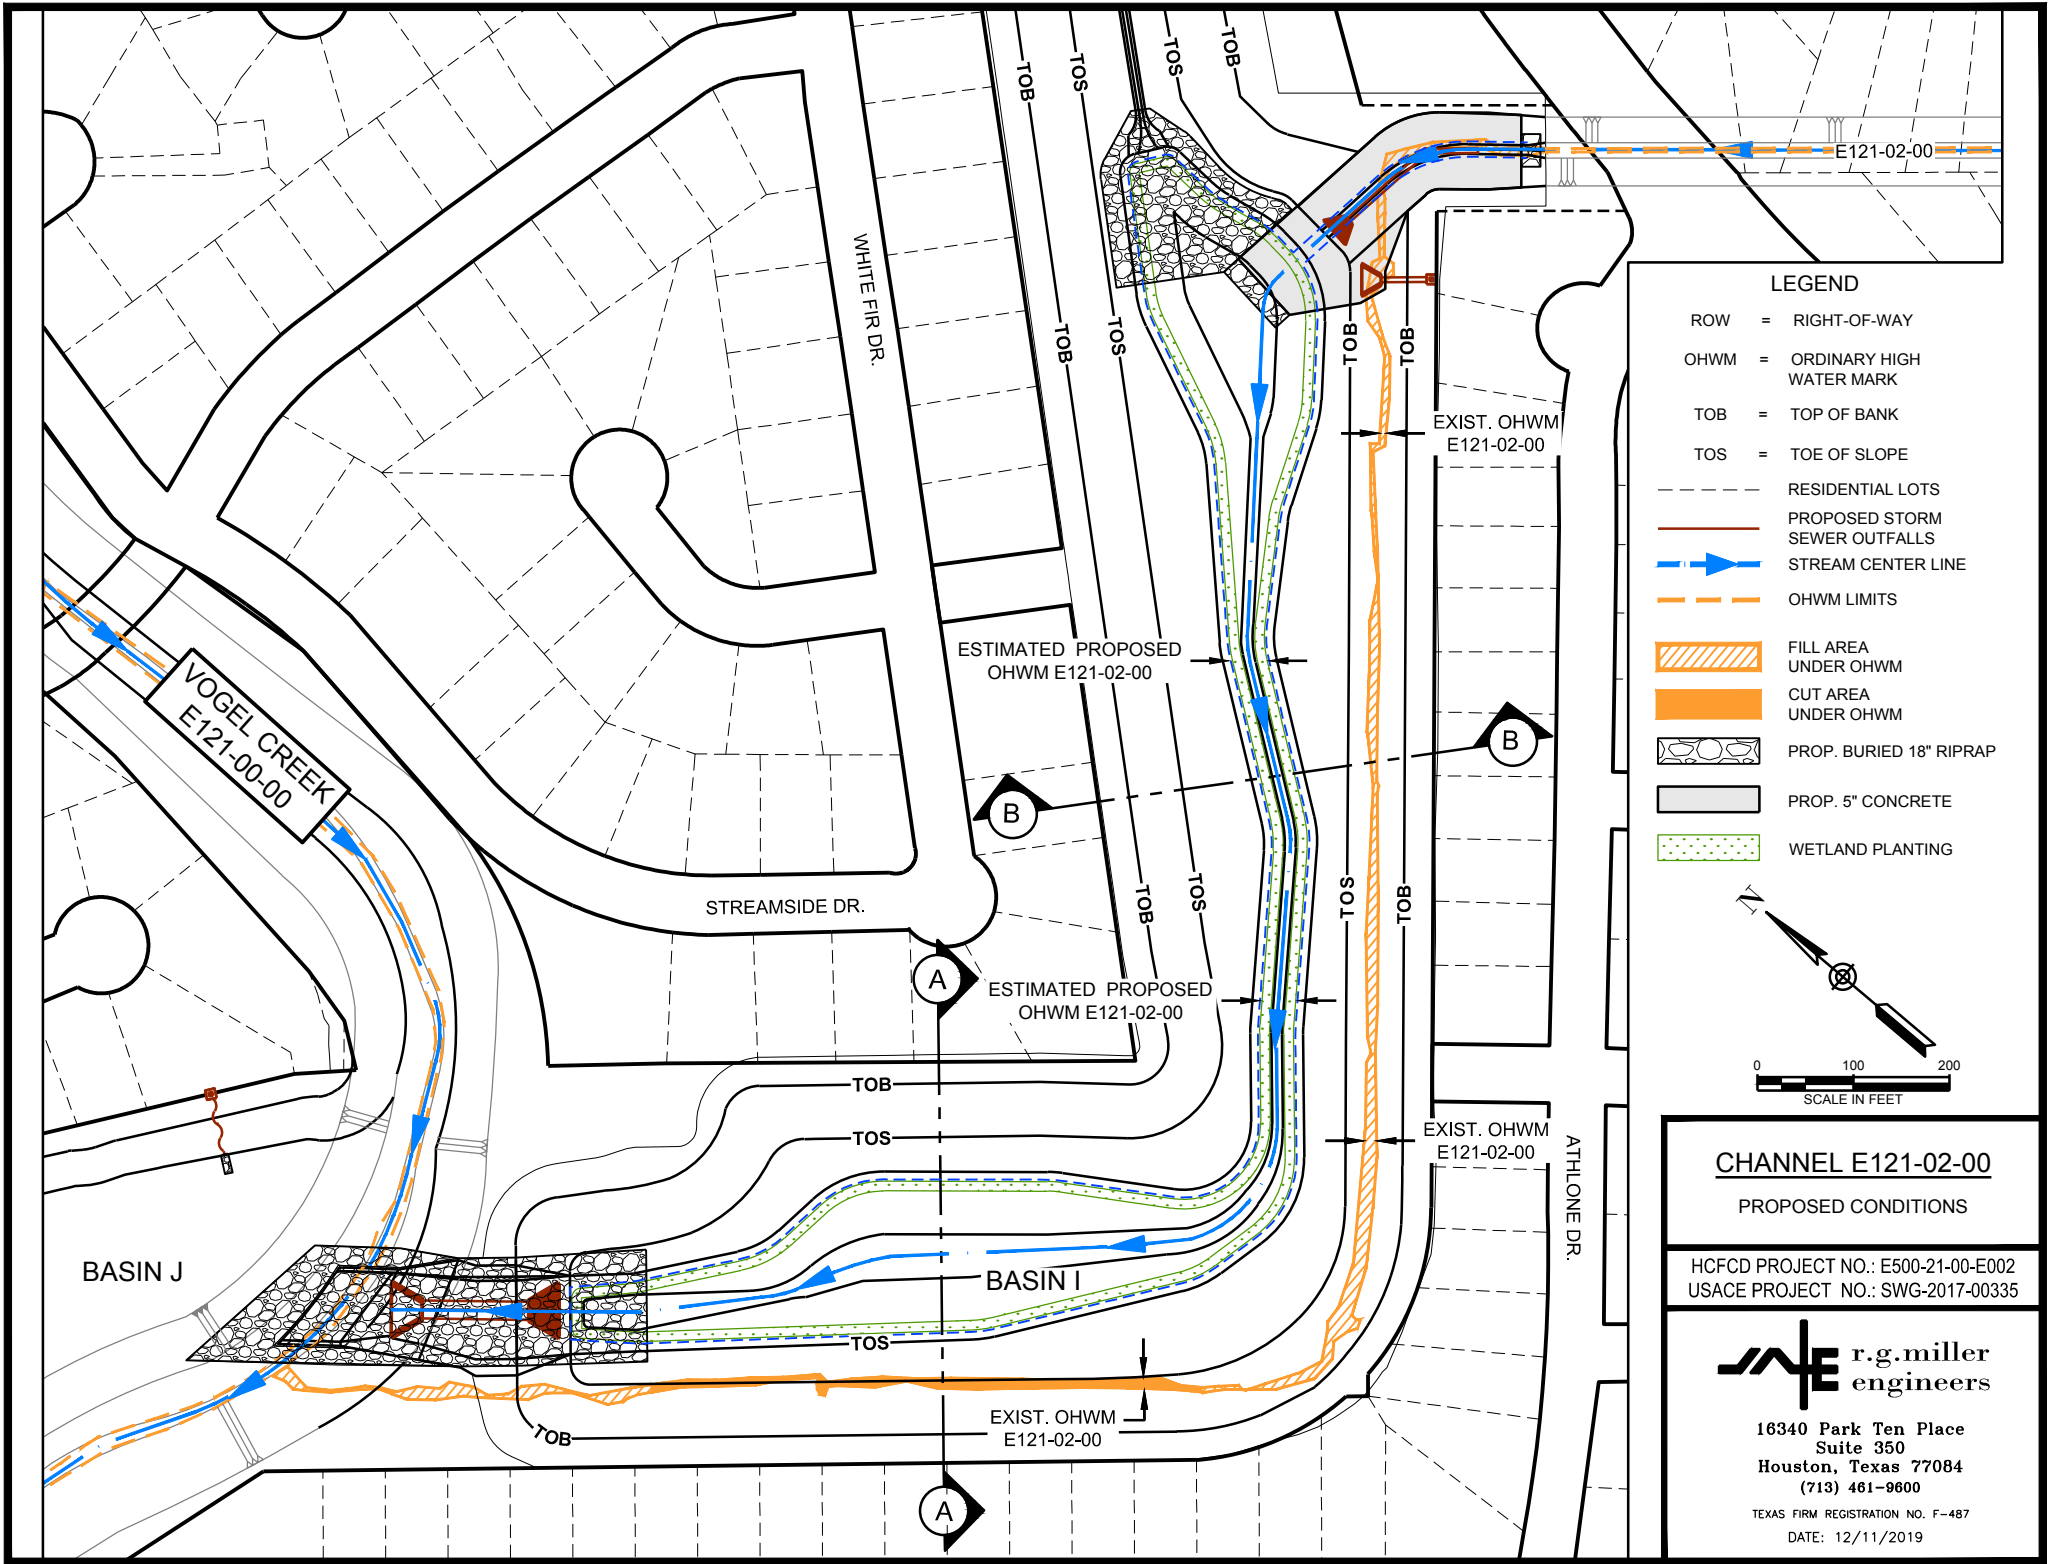 TOB
TOS
TOS
TOB
E121-02-00
WHITE FIR DR.
TOB
TOS
TOB
TOB
EXIST. OHWM
E121-02-00
ESTIMATED PROPOSED
OHWM E121-02-00
VOGEL CREEK
E121-00-00
B
B
STREAMSIDE DR.
TOB
TOS
TOS
TOB
A
ESTIMATED PROPOSED
OHWM E121-02-00
TOB
TOS
EXIST. OHWM
E121-02-00
ATHLONE DR.
BASIN J
BASIN I
TOS
TOB
EXIST. OHWM
E121-02-00
A
LEGEND
ROW = RIGHT-OF-WAY
OHWM = ORDINARY HIGH
WATER MARK
TOB = TOP OF BANK
TOS = TOE OF SLOPE
RESIDENTIAL LOTS
PROPOSED STORM
SEWER OUTFALLS
STREAM CENTER LINE
OHWM LIMITS
FILL AREA
UNDER OHWM
CUT AREA
UNDER OHWM
PROP. BURIED 18" RIPRAP
PROP. 5" CONCRETE
WETLAND PLANTING
N
0 100 200
SCALE IN FEET
CHANNEL E121-02-00
PROPOSED CONDITIONS
HCFCD PROJECT NO.: E500-21-00-E002
USACE PROJECT NO.: SWG-2017-00335
r.g.miller
engineers
16340 Park Ten Place
Suite 350
Houston, Texas 77084
(713) 461-9600
TEXAS FIRM REGISTRATION NO. F-487
DATE: 12/11/2019